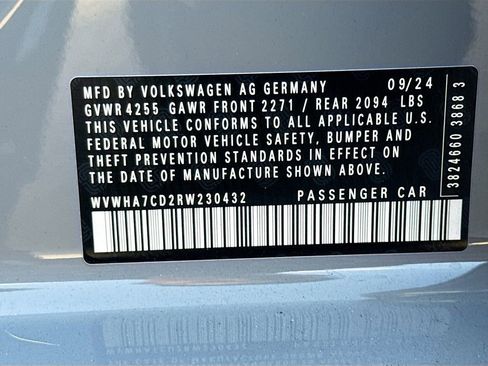 MFD BY VOLKSWAGEN AG GERMANY 09/24
GVWR 4255 GAWR FRONT 2271 / REAR 2094 LBS
THIS VEHICLE CONFORMS TO ALL APPLICABLE U.S.
FEDERAL MOTOR VEHICLE SAFETY, BUMPER AND
THEFT PREVENTION STANDARDS IN EFFECT ON
THE DATE OF MANUFACTURE SHOWN ABOVE.
WVWHA7CD2RW230432 PASSENGER CAR
3824660 3868 3